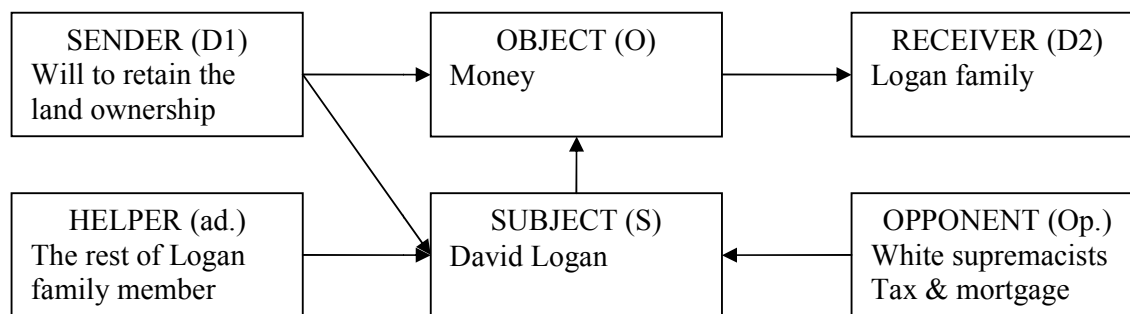 SENDER (D1)
Will to retain the
land ownership
OBJECT (O)
Money
RECEIVER (D2)
Logan family
HELPER (ad.)
The rest of Logan
family member
SUBJECT (S)
David Logan
OPPONENT (Op.)
White supremacists
Tax & mortgage